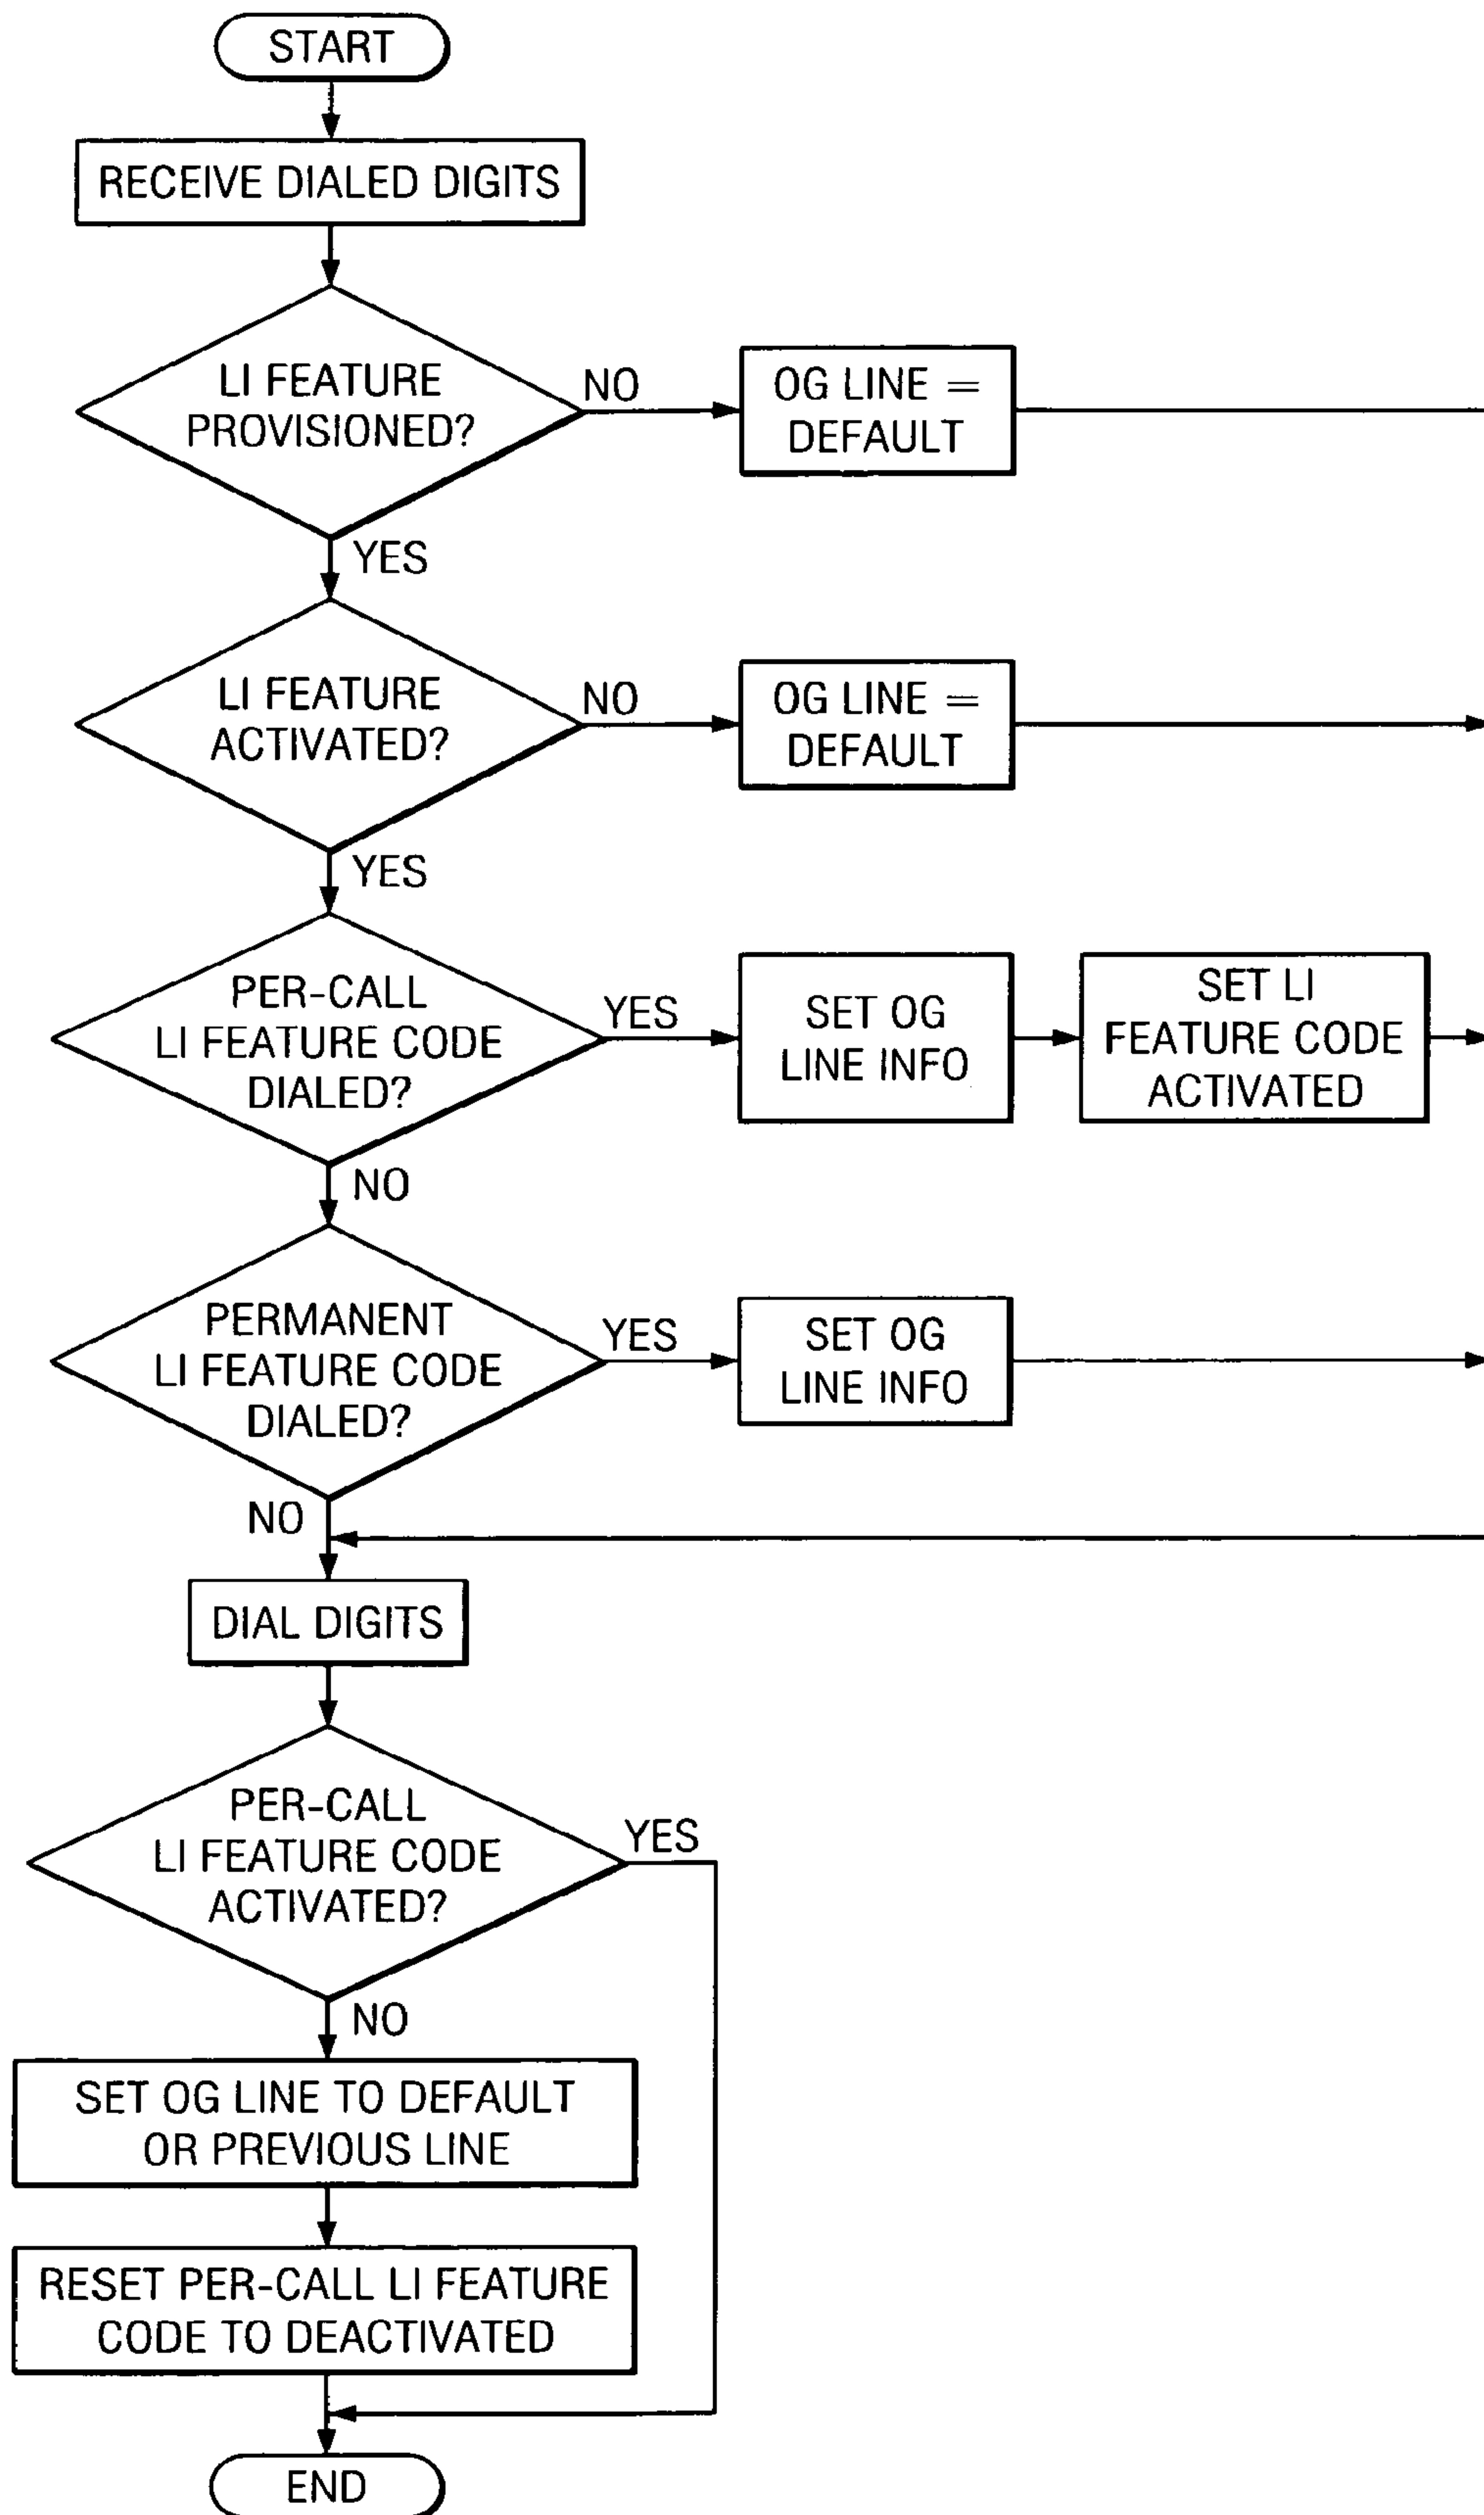 START
RECEIVE DIALED DIGITS
LI FEATURE
PROVISIONED?
NO
OG LINE =
DEFAULT
YES
LI FEATURE
ACTIVATED?
NO
OG LINE =
DEFAULT
YES
PER-CALL
LI FEATURE CODE
DIALED?
YES
SET OG
LINE INFO
SET LI
FEATURE CODE
ACTIVATED
NO
PERMANENT
LI FEATURE CODE
DIALED?
YES
SET OG
LINE INFO
NO
DIAL DIGITS
PER-CALL
LI FEATURE CODE
ACTIVATED?
YES
NO
SET OG LINE TO DEFAULT
OR PREVIOUS LINE
RESET PER-CALL LI FEATURE
CODE TO DEACTIVATED
END